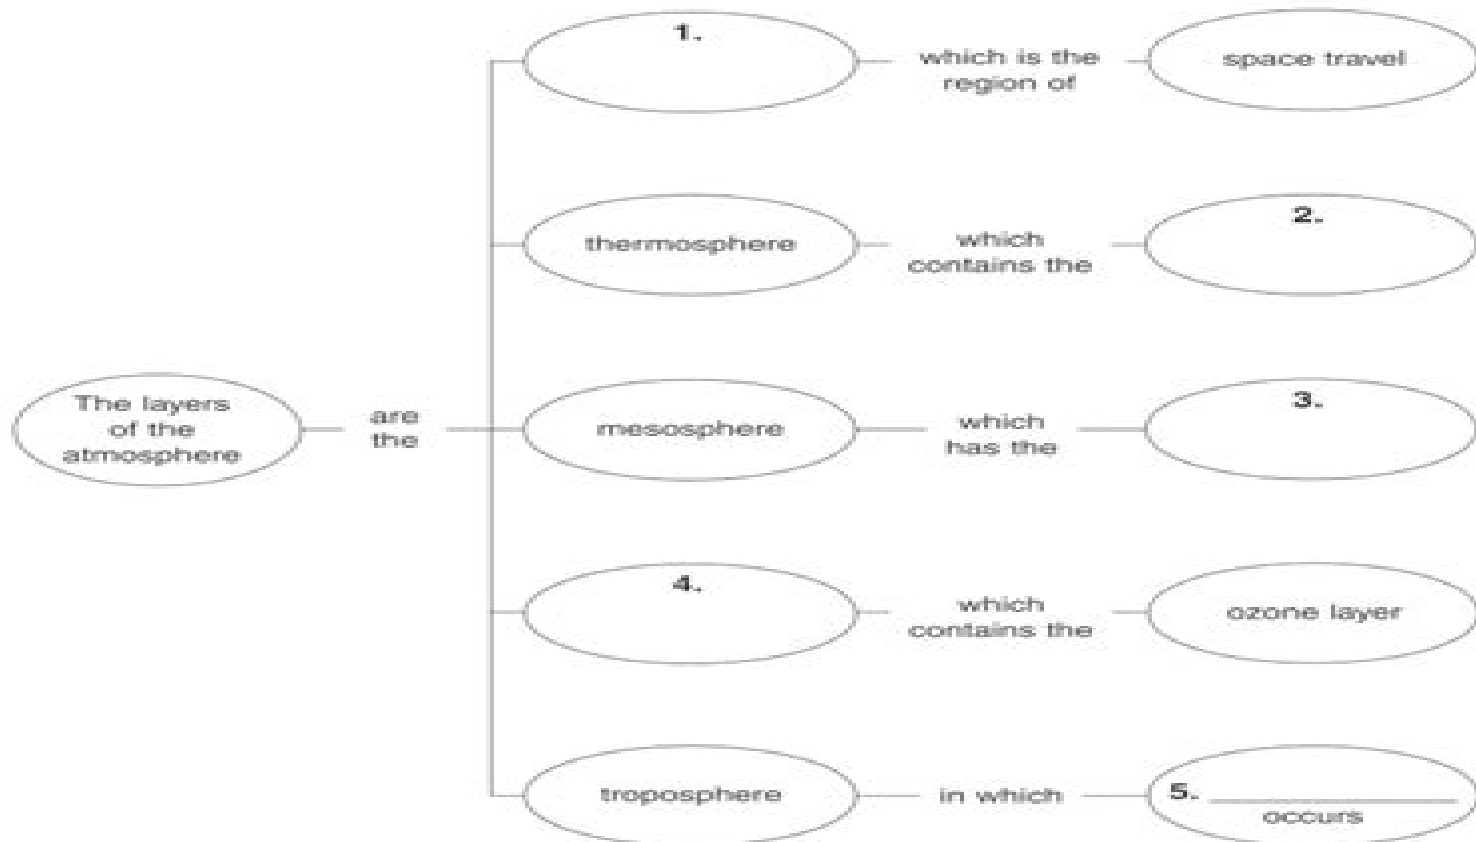 1.
which is the
region of
space travel
thermosphere
which
contains the
2.
The layers
of the
atmosphere
are
the
mesosphere
which
has the
3.
4.
which
contains the
ozone layer
troposphere
in which
5. ____________________
occurs